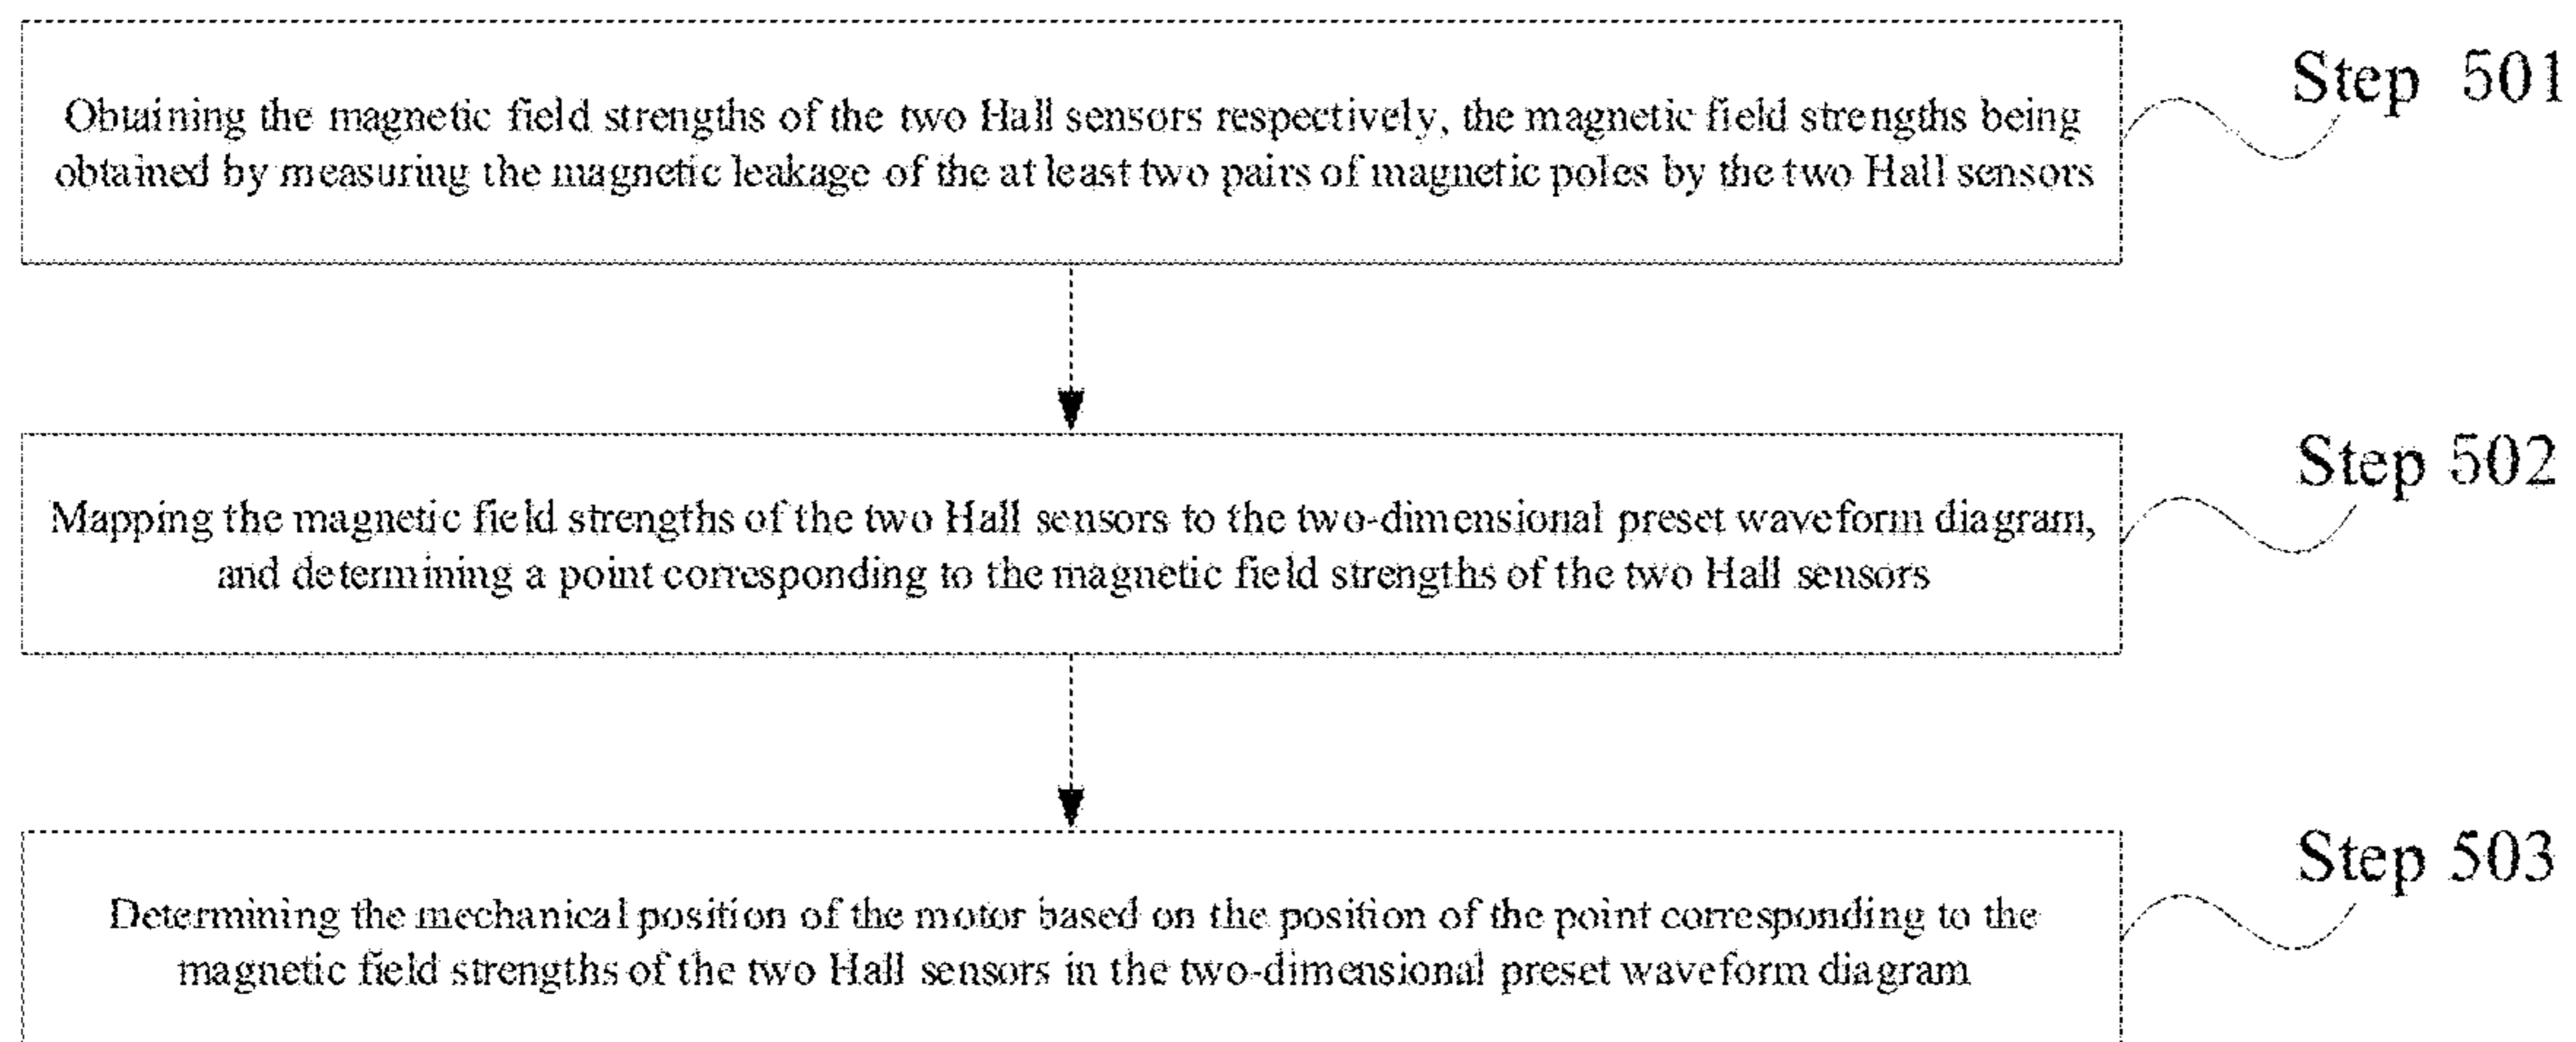 Obtaining the magnetic field strengths of the two Hall sensors respectively, the magnetic field strengths being
obtained by measuring the magnetic leakage of the at least two pairs of magnetic poles by the two Hall sensors
Step 501
Mapping the magnetic field strengths of the two Hall sensors to the two-dimensional preset waveform diagram,
and determining a point corresponding to the magnetic field strengths of the two Hall sensors
Step 502
Determining the mechanical position of the motor based on the position of the point corresponding to the
magnetic field strengths of the two Hall sensors in the two-dimensional preset waveform diagram
Step 503